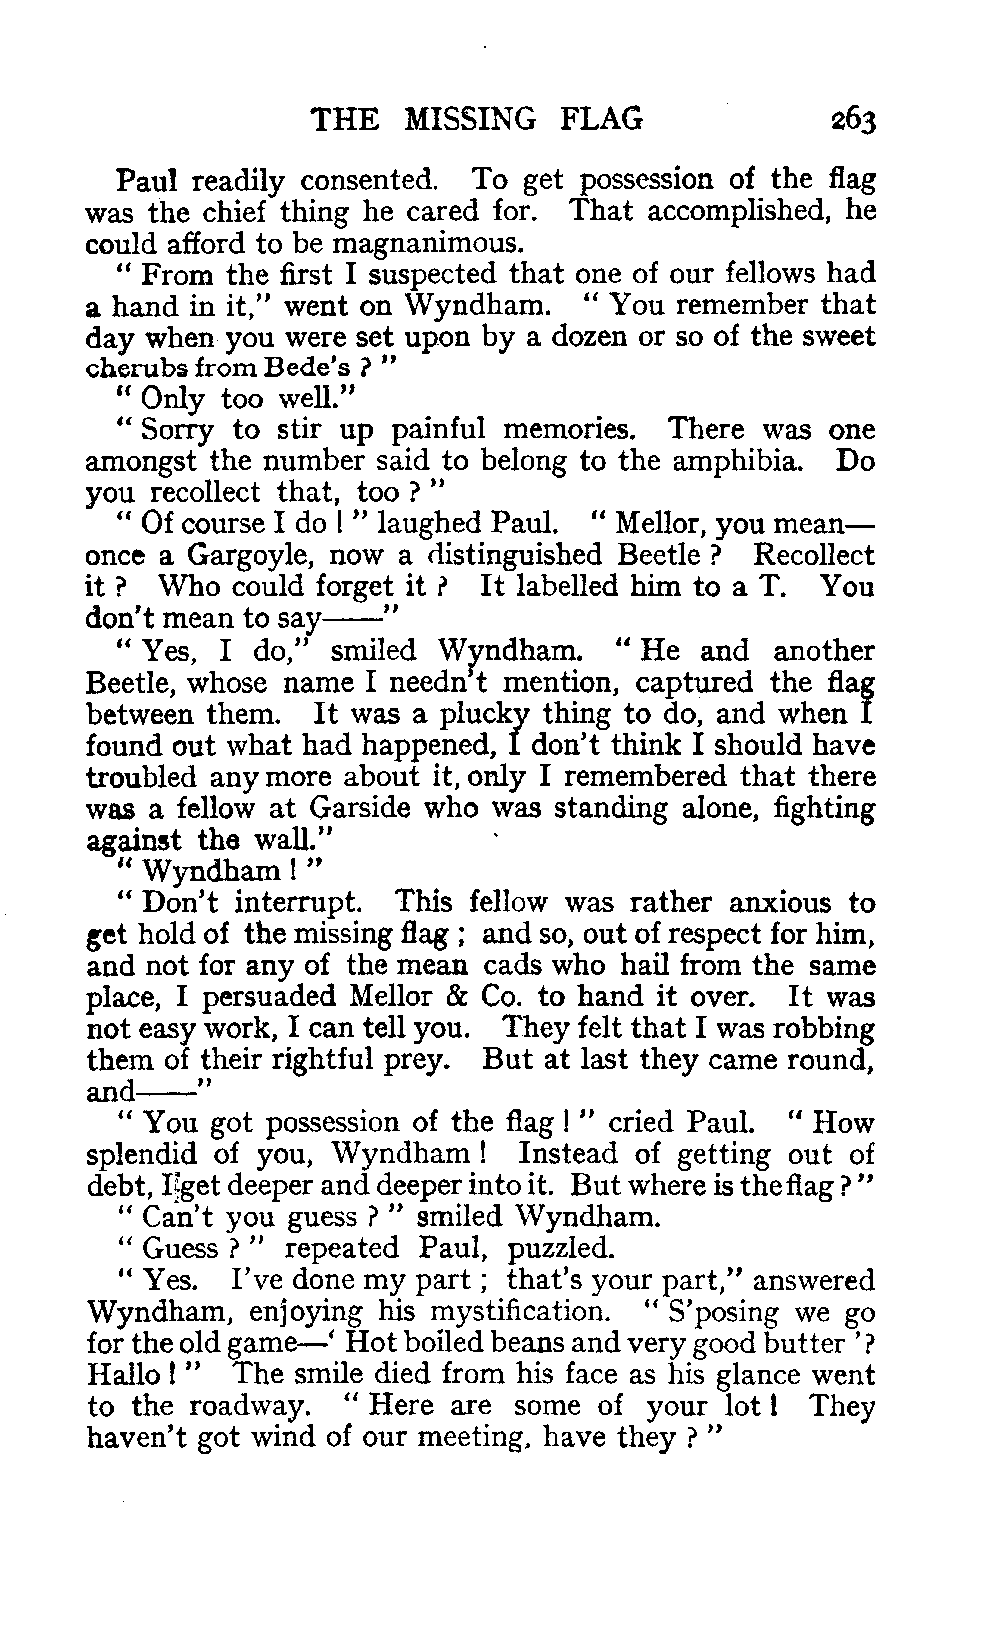 THE MISSING FLAG 263
Paul readily consented. To get possession of the flag
was the chief thing he cared for. That accomplished, he
could afford to be magnanimous.
" From the first I suspected that one of our fellows had
a hand in it," went on Wyndham. " You remember that
day when you were set upon by a dozen or so of the sweet
cherubs from Bede's ? "
" Only too well."
" Sorry to stir up painful memories. There was one
amongst the number said to belong to the amphibia. Do
you recollect that, too ? "
" Of course I do ! " laughed Paul. " Mellor, you mean—
once a Gargoyle, now a distinguished Beetle ? Recollect
it ? Who could forget it ? It labelled him to a T. You
don't mean to say——"
" Yes, I do," smiled Wyndham. " He and another
Beetle, whose name I needn't mention, captured the flag
between them. It was a plucky thing to do, and when I
found out what had happened, I don't think I should have
troubled any more about it, only I remembered that there
was a fellow at Garside who was standing alone, fighting
against the wall."
" Wyndham ! "
" Don't interrupt. This fellow was rather anxious to
get hold of the missing flag ; and so, out of respect for him,
and not for any of the mean cads who hail from the same
place, I persuaded Mellor & Co. to hand it over. It was
not easy work, I can tell you. They felt that I was robbing
them of their rightful prey. But at last they came round,
and——"
" You got possession of the flag ! " cried Paul. " How
splendid of you, Wyndham ! Instead of getting out of
debt, I get deeper and deeper into it. But where is the flag ? "
" Can't you guess ? " smiled Wyndham.
" Guess ? " repeated Paul, puzzled.
" Yes. I've done my part ; that's your part," answered
Wyndham, enjoying his mystification. " S'posing we go
for the old game—' Hot boiled beans and very good butter '?
Hallo ! " The smile died from his face as his glance went
to the roadway. " Here are some of your lot ! They
haven't got wind of our meeting, have they ? "